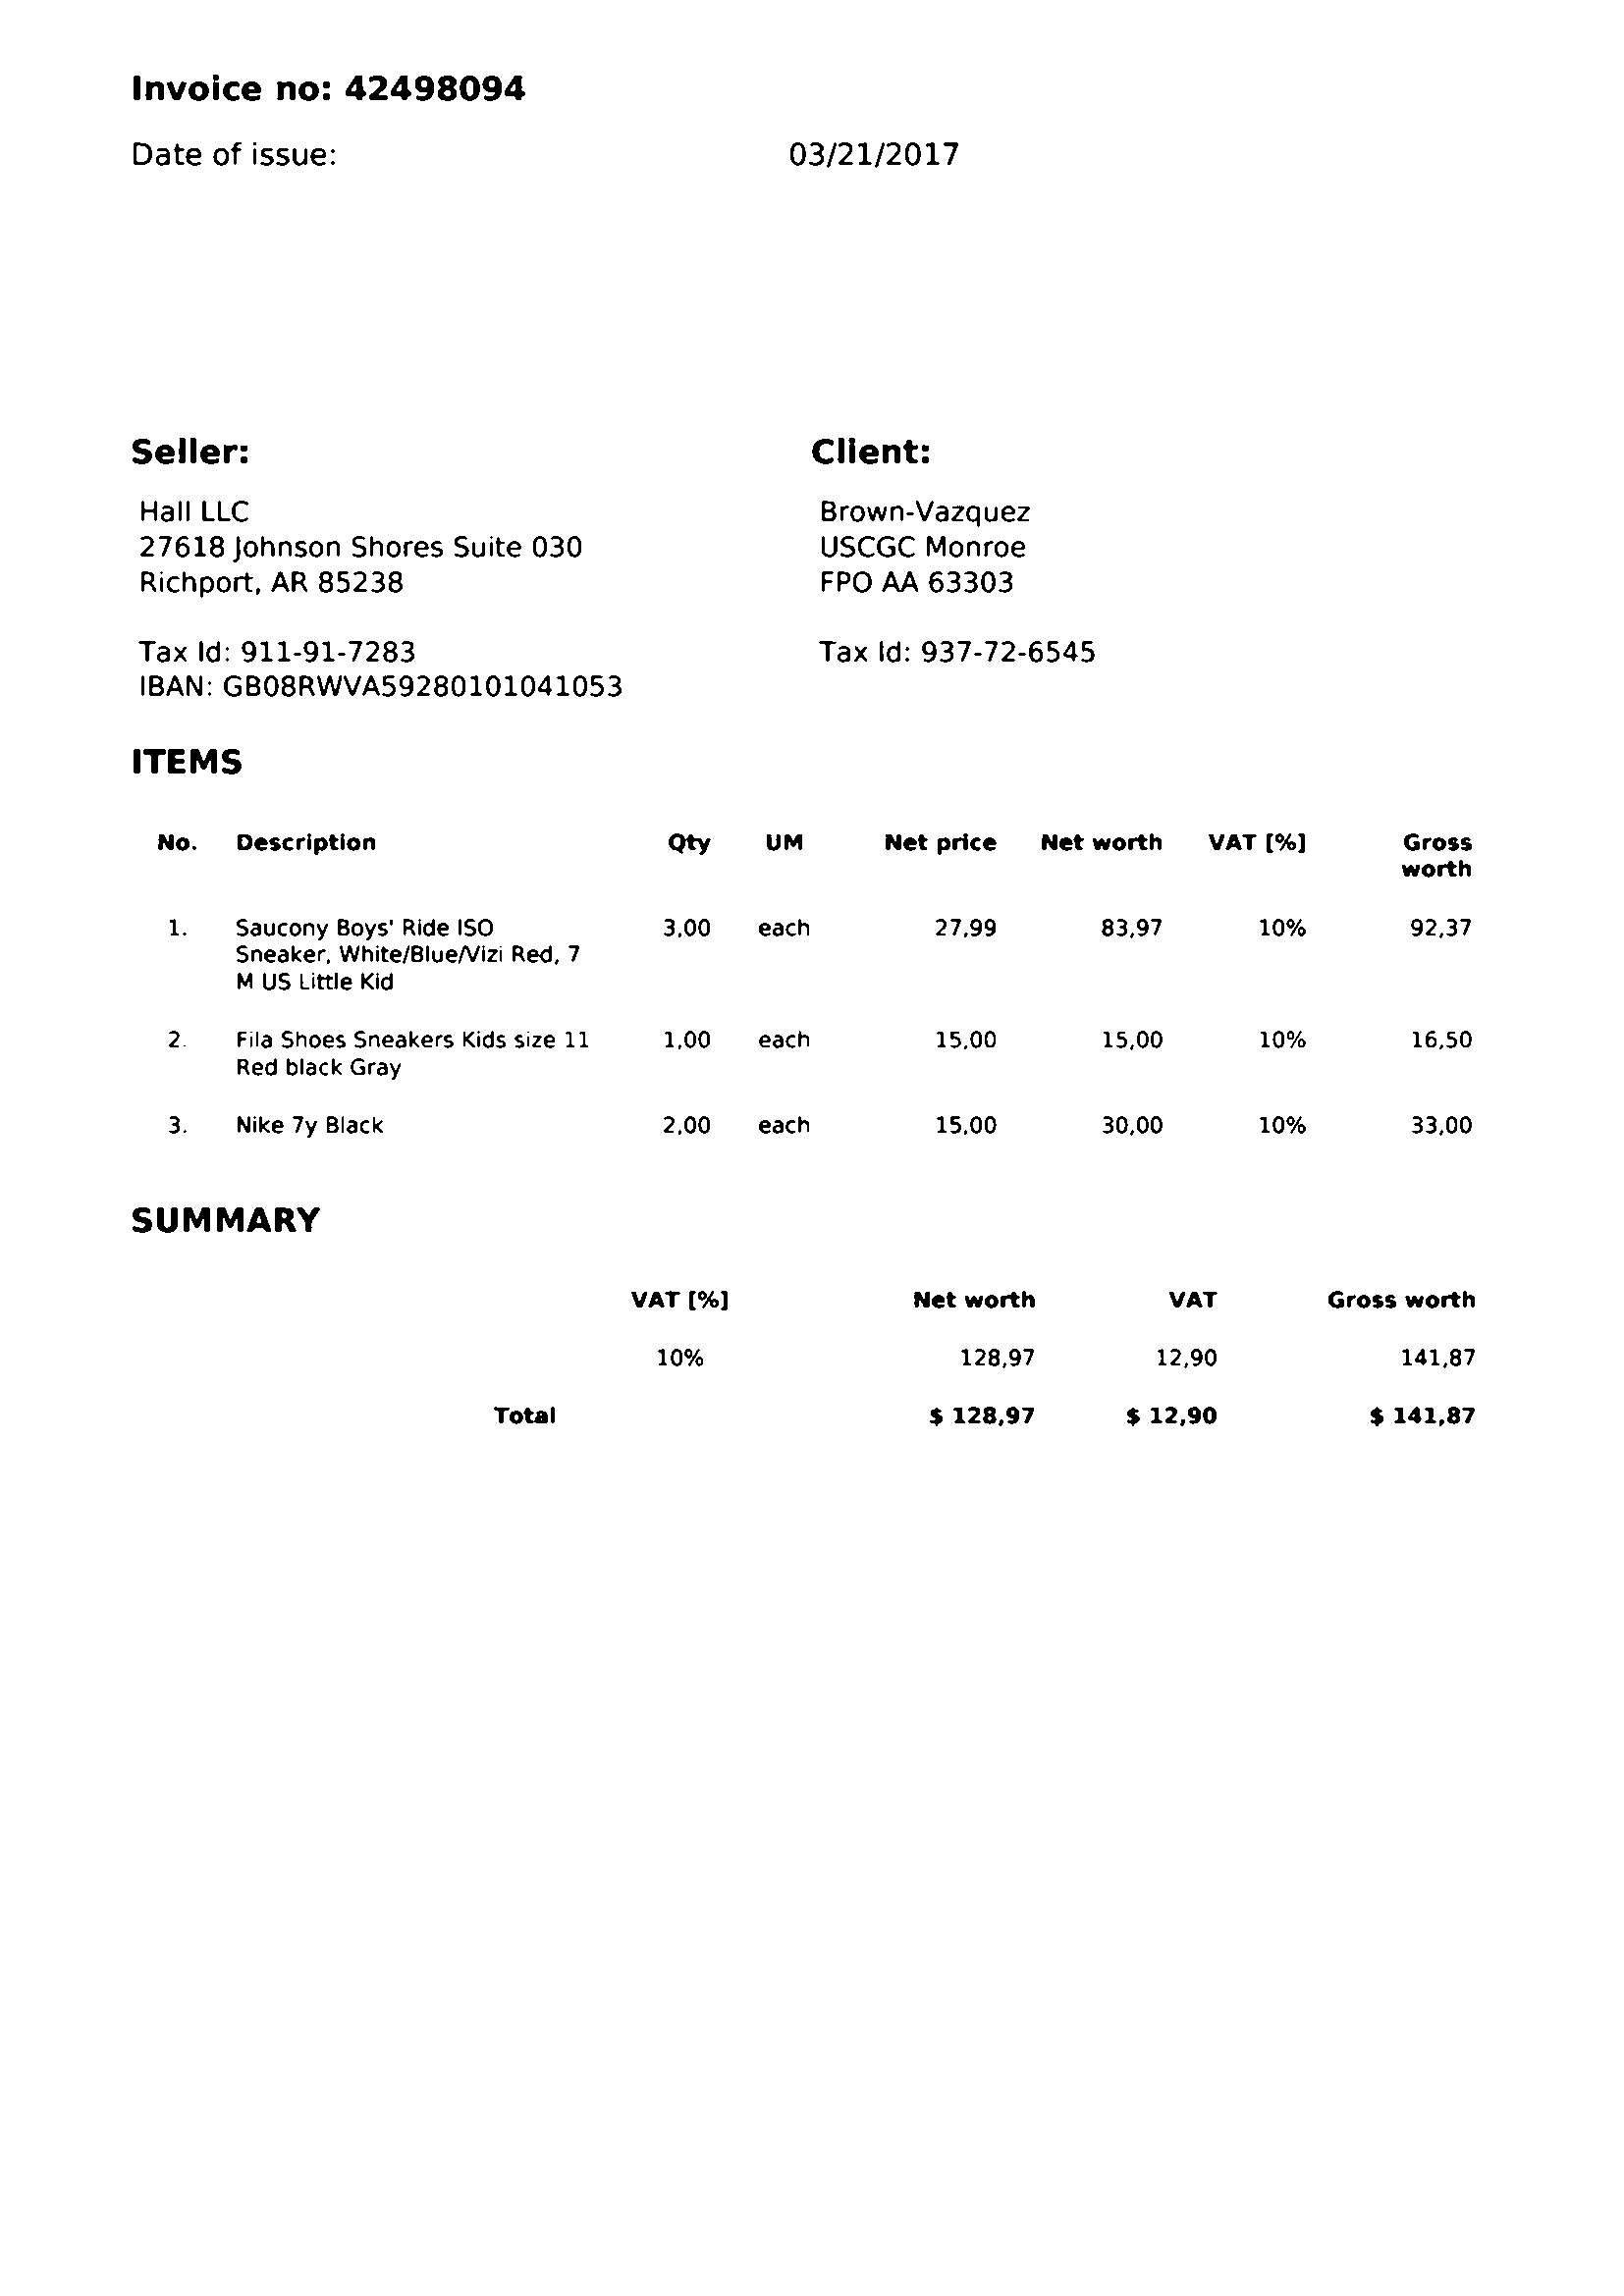 Invoice no: 42498094
Date of issue: 03/21/2017
Seller: Client:
Hall LLC Brown-Vazquez
27618 Johnson Shores Suite 030 USCGC Monroe
Richport, AR 85238 FPO AA 63303
Tax Id: 911-91-7283 Tax Id: 937-72-6545
IBAN: GB08RWVA59280101041053
ITEMS
No. Description Qty UM Net price Net worth VAT [%] Gross
worth
1. Saucony Boys' Ride ISO 3,00 each 27,99 83,97 10% 92,37
Sneaker, White/Blue/Vizi Red, 7
M US Little Kid
2. Fila Shoes Sneakers Kids size 11 1,00 each 15,00 15,00 10% 16,50
Red black Gray
3. Nike 7y Black 2,00 each 15,00 30,00 10% 33,00
SUMMARY
VAT [%] Net worth VAT Gross worth
10% 128,97 12,90 141,87
Total $ 128,97 $ 12,90 $ 141,87